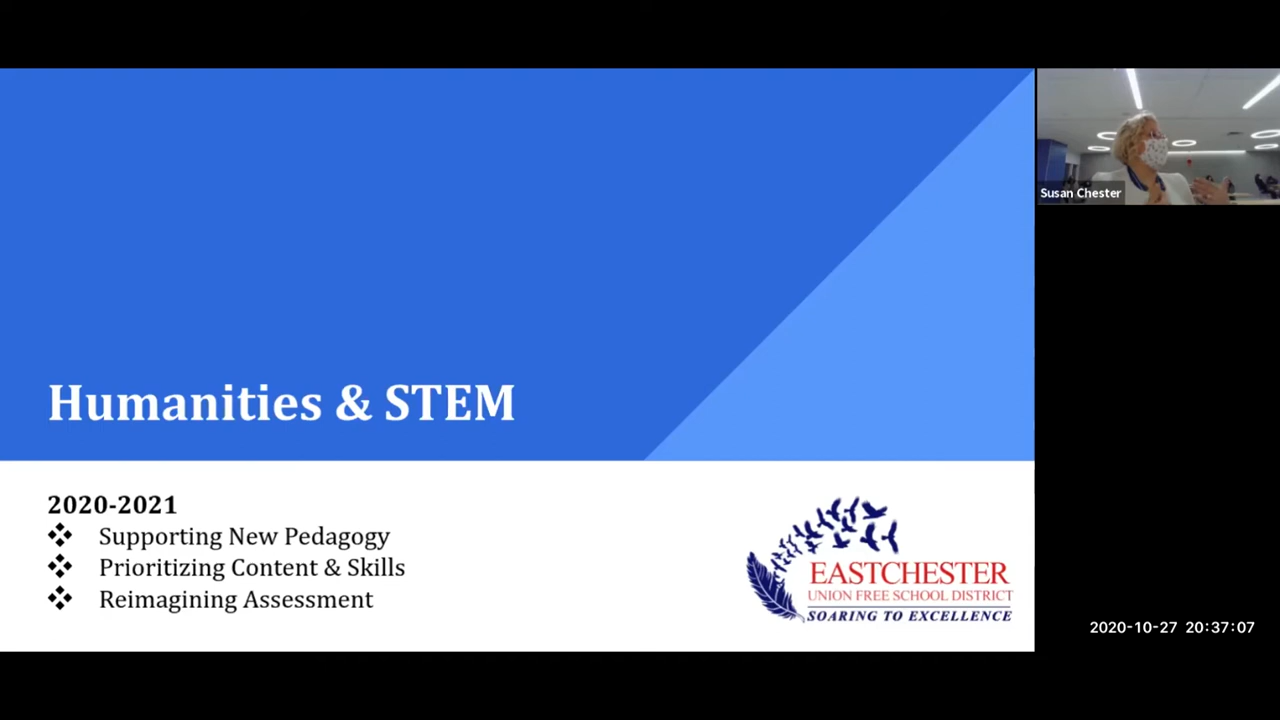 Humanities & STEM
2020-2021
Supporting New Pedagogy
Prioritizing Content & Skills
Reimagining Assessment
EASTCHESTER
UNION FREE SCHOOL DISTRICT
SOARING TO EXCELLENCE
Susan Chester
2020-10-27 20:37:07